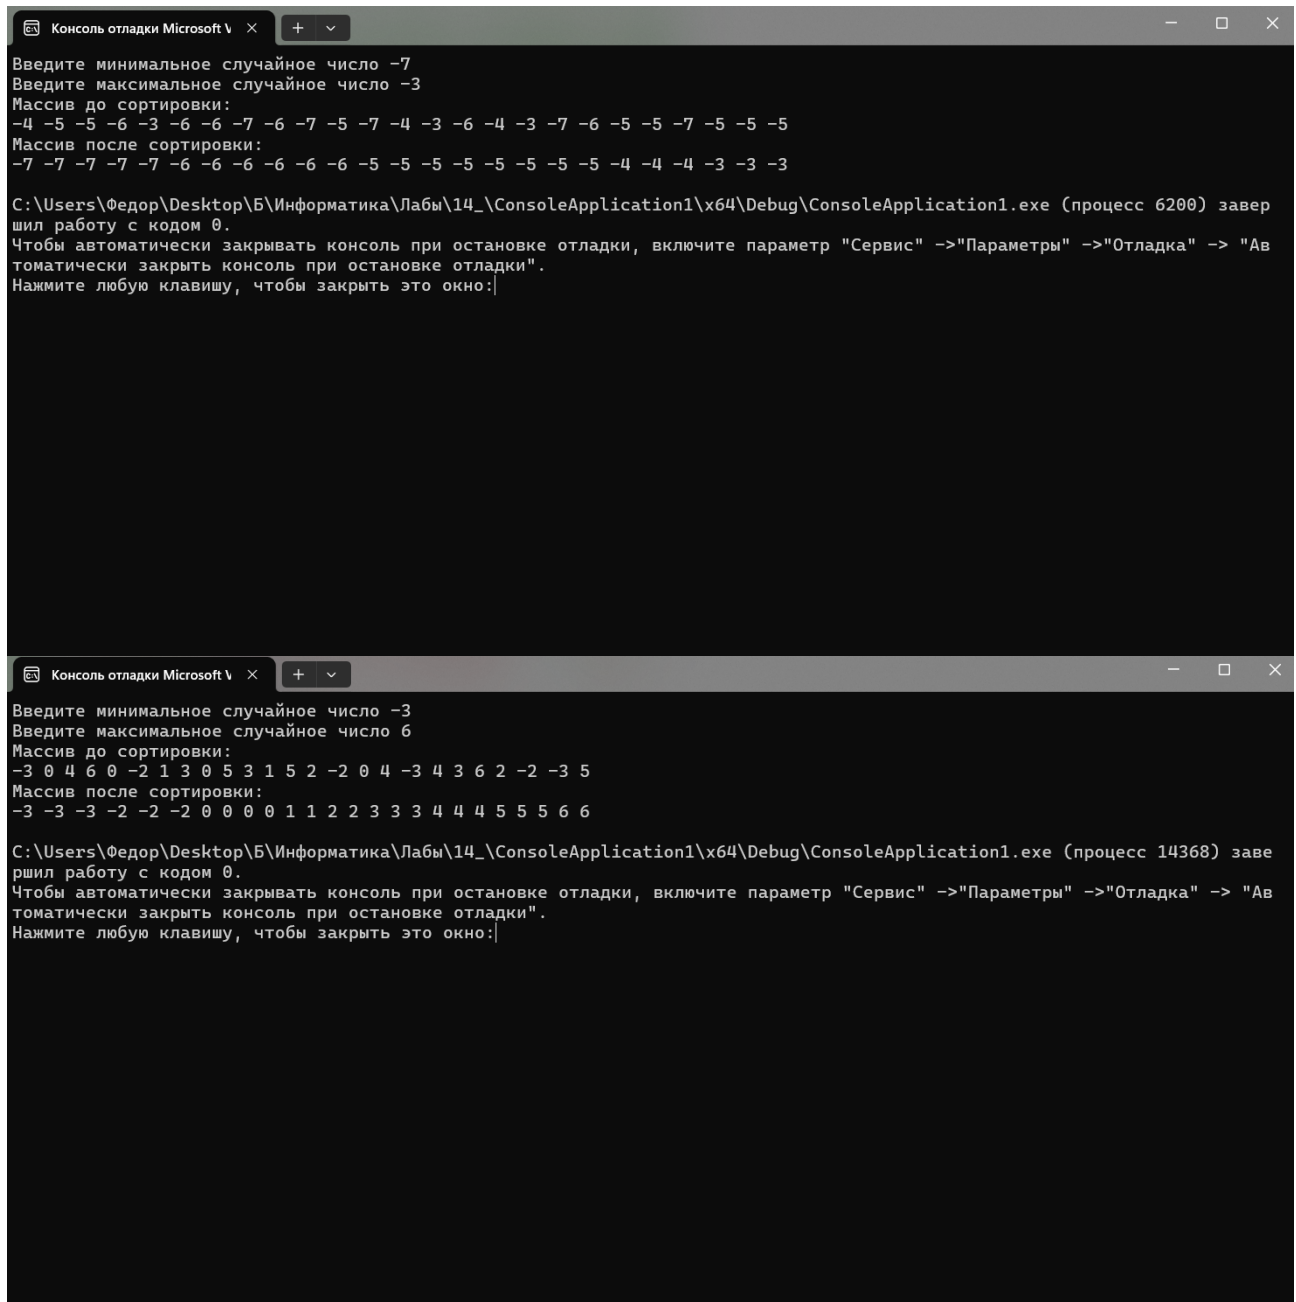 Консоль отладки Microsoft V
Введите минимальное случайное число -7
Введите максимальное случайное число -3
Массив до сортировки:
-4 -5 -5 -6 -3 -6 -6 -7 -6 -7 -5 -7 -4 -3 -6 -4 -3 -7 -6 -5 -5 -7 -5 -5 -5
Массив после сортировки:
-7 -7 -7 -7 -7 -6 -6 -6 -6 -6 -6 -5 -5 -5 -5 -5 -5 -5 -5 -4 -4 -4 -3 -3 -3
C:\Users\Федор\Desktop\Б\Информатика\Лабы\14_\ConsoleApplication1\x64\Debug\ConsoleApplication1.exe (процесс 6200) завер
шил работу с кодом 0.
Чтобы автоматически закрывать консоль при остановке отладки, включите параметр "Сервис" ->"Параметры" ->"Отладка" -> "Ав
томатически закрыть консоль при остановке отладки".
Нажмите любую клавишу, чтобы закрыть это окно:
Консоль отладки Microsoft V
Введите минимальное случайное число -3
Введите максимальное случайное число 6
Массив до сортировки:
-3 0 4 6 0 -2 1 3 0 5 3 1 5 2 -2 0 4 -3 4 3 6 2 -2 -3 5
Массив после сортировки:
-3 -3 -3 -2 -2 -2 0 0 0 0 1 1 2 2 3 3 3 4 4 4 5 5 5 6 6
C:\Users\Федор\Desktop\Б\Информатика\Лабы\14_\ConsoleApplication1\x64\Debug\ConsoleApplication1.exe (процесс 14368) заве
ршил работу с кодом 0.
Чтобы автоматически закрывать консоль при остановке отладки, включите параметр "Сервис" ->"Параметры" ->"Отладка" -> "Ав
томатически закрыть консоль при остановке отладки".
Нажмите любую клавишу, чтобы закрыть это окно: